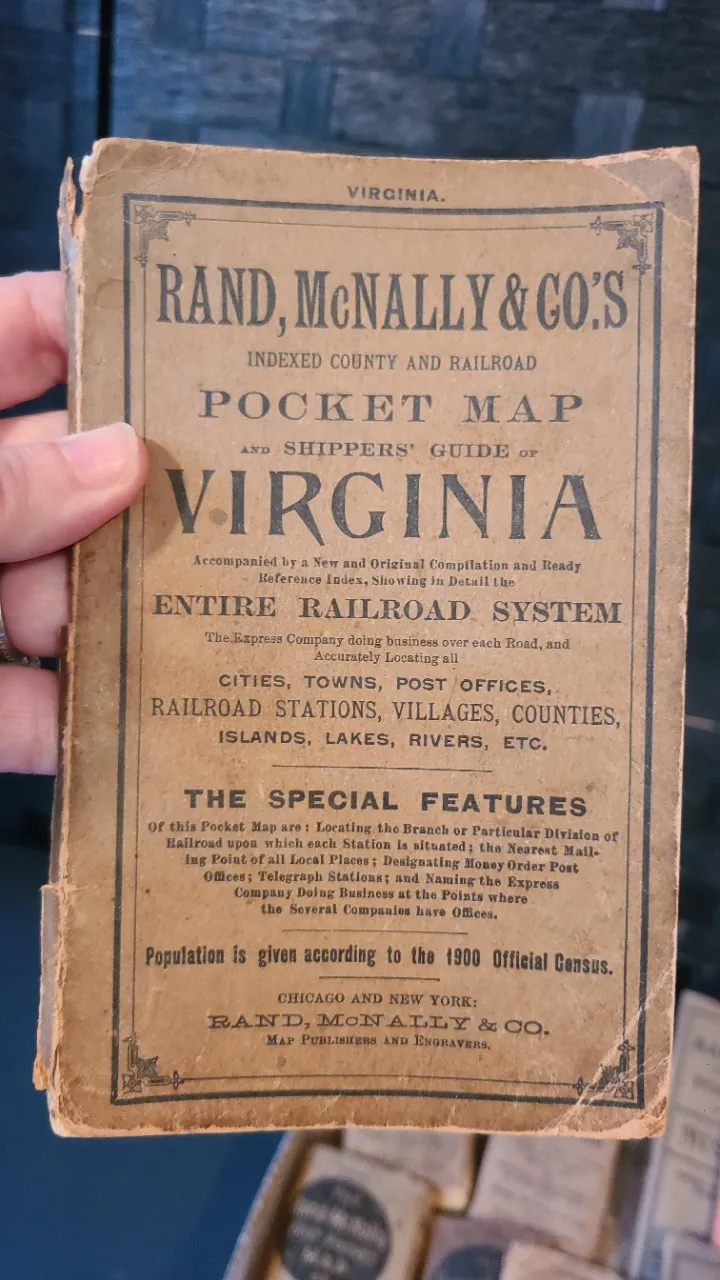 VIRGINIA.
RAND, McNALLY & CO.'S
INDEXED COUNTY AND RAILROAD
POCKET MAP
AND SHIPPERS' GUIDE OF
VIRGINIA
Accompanied by a New and Original Compilation and Ready
Reference Index, Showing in Detail the
ENTIRE RAILROAD SYSTEM
The Express Company doing business over each Road, and
Accurately Locating all
CITIES, TOWNS, POST OFFICES,
RAILROAD STATIONS, VILLAGES, COUNTIES,
ISLANDS, LAKES, RIVERS, ETC.
THE SPECIAL FEATURES
Of this Pocket Map are: Locating the Branch or Particular Division of
Railroad upon which each Station is situated; the Nearest Mail-
ing Point of all Local Places; Designating Money Order Post
Offices; Telegraph Stations; and Naming the Express
Company Doing Business at the Points where
the Several Companies have Offices.
Population is given according to the 1900 Official Census.
CHICAGO AND NEW YORK:
RAND, McNALLY & CO.
MAP PUBLISHERS AND ENGRAVERS.
Rand McNally